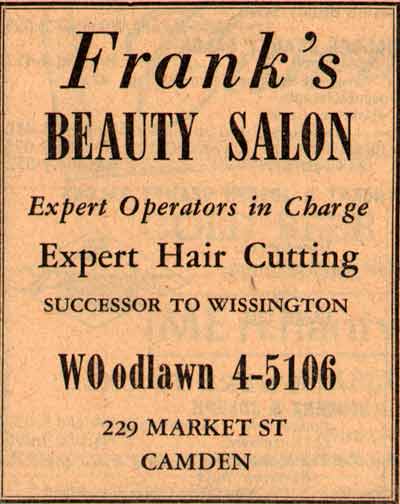 Frank's
BEAUTY SALON
Expert Operators in Charge
Expert Hair Cutting
SUCCESSOR TO WISSINGTON
WOodlawn 4-5106
229 MARKET ST
CAMDEN